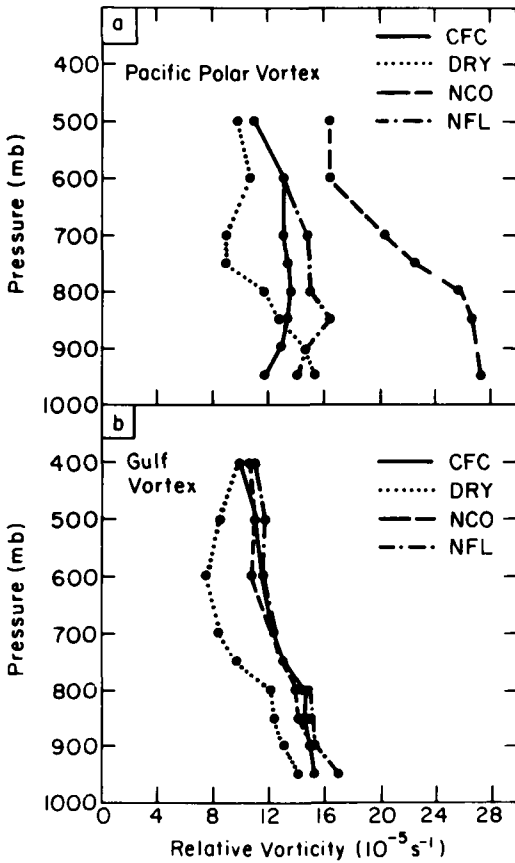 a
CFC
DRY
NCO
NFL
Pacific Polar Vortex
400
500
600
700
800
900
1000
Pressure (mb)
b
CFC
DRY
NCO
NFL
Gulf
Vortex
400
500
600
700
800
900
1000
Pressure (mb)
0 8 12 16 20 24 28
Relative Vorticity (10⁻⁵ s⁻¹)